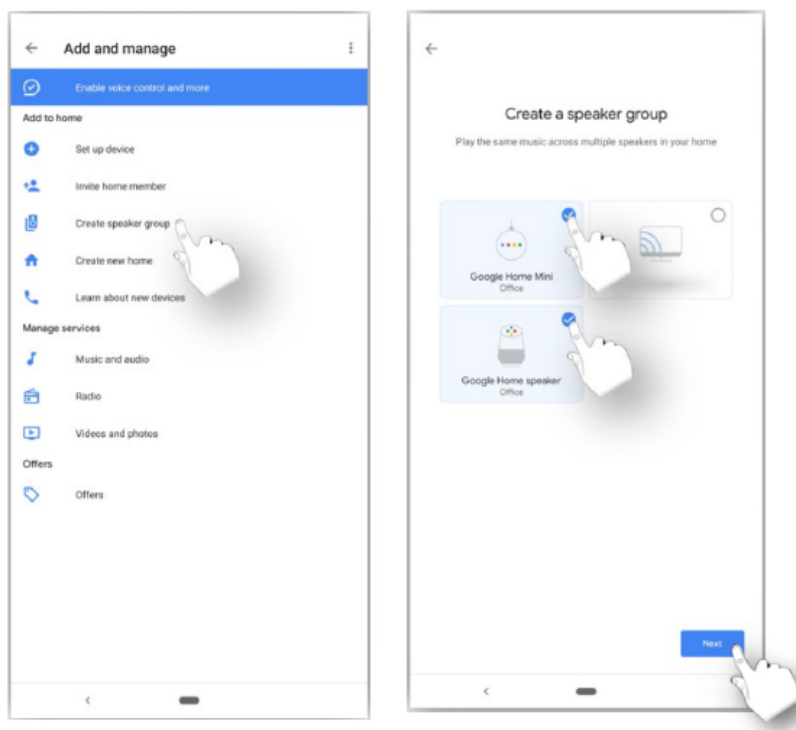 Add and manage
Enable voice control and more
Add to home
Set up device
Invite home member
Create speaker group
Create new home
Learn about new devices
Manage services
Music and audio
Radio
Videos and photos
Offers
Offers
Create a speaker group
Play the same music across multiple speakers in your home
Google Home Mini
Office
Google Home speaker
Office
Next